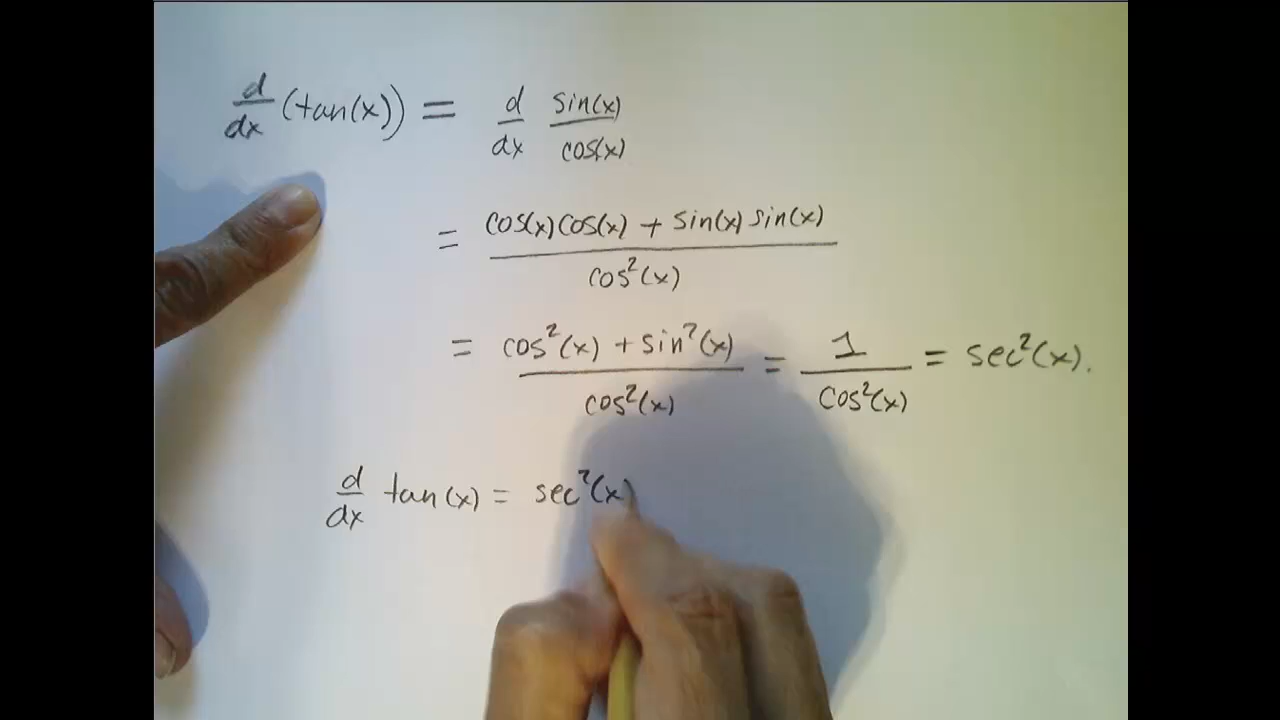 d/dx (tan(x)) = d/dx sin(x)/cos(x)
= cos(x)cos(x) + sin(x) sin(x) / cos²(x)
= cos²(x) + sin²(x) / cos²(x) = 1/cos²(x) = sec²(x).
d/dx tan(x) = sec²(x)